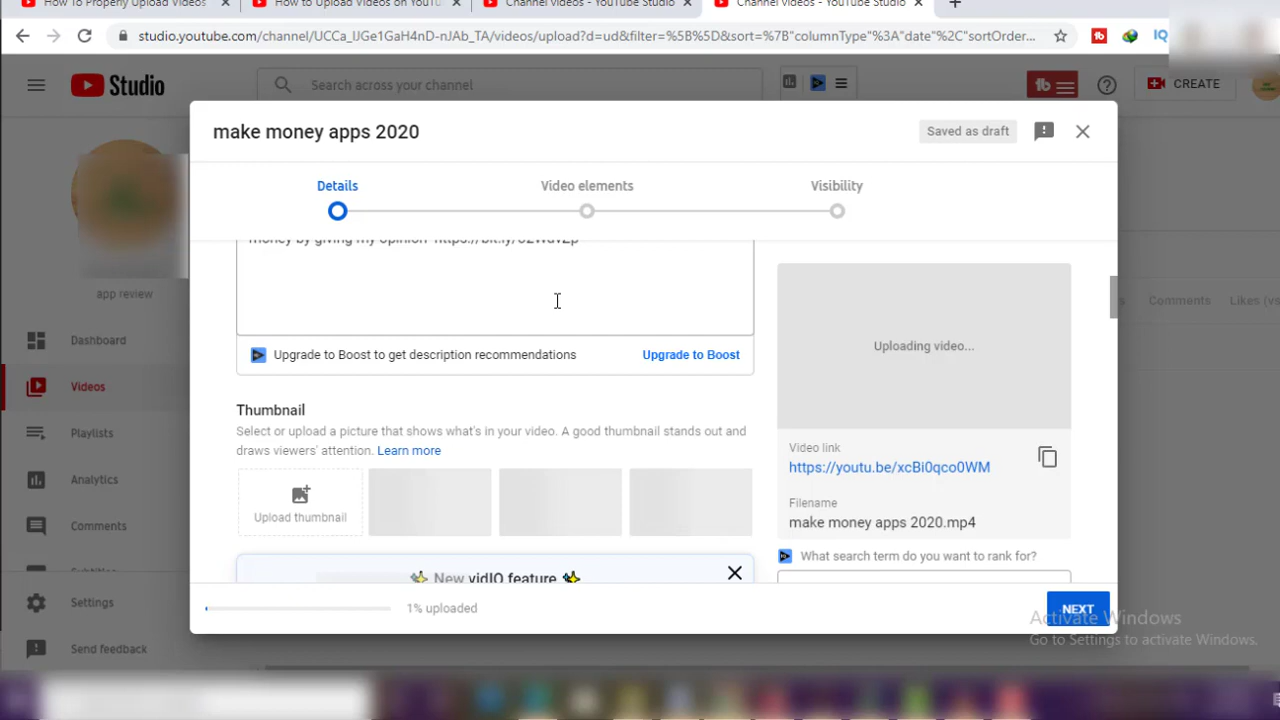 How To Properly Upload Videos
How to Upload Videos on YouTu
Channel videos - YouTube Studio
Channel videos - YouTube Studio
studio.youtube.com/channel/UCCa_lJGe1GaH4nD-nJAb_TA/videos/upload?d=ud&filter=%5B%5D&sort=%7B"columnType"%3A"date"%2C"sortOrder...
Studio
Search across your channel
CREATE
make money apps 2020
Saved as draft
Details
Video elements
Visibility
money by giving my opinion
Uploading video...
app review
Comments
Likes (vs
Dashboard
Upgrade to Boost to get description recommendations
Upgrade to Boost
Videos
Thumbnail
Select or upload a picture that shows what's in your video. A good thumbnail stands out and
draws viewers' attention. Learn more
Playlists
Video link
https://youtu.be/xcBi0qco0WM
Analytics
Upload thumbnail
Filename
make money apps 2020.mp4
Comments
What search term do you want to rank for?
New vidIQ feature
Settings
1% uploaded
NEXT
Activate Windows
Go to Settings to activate Windows.
Send feedback